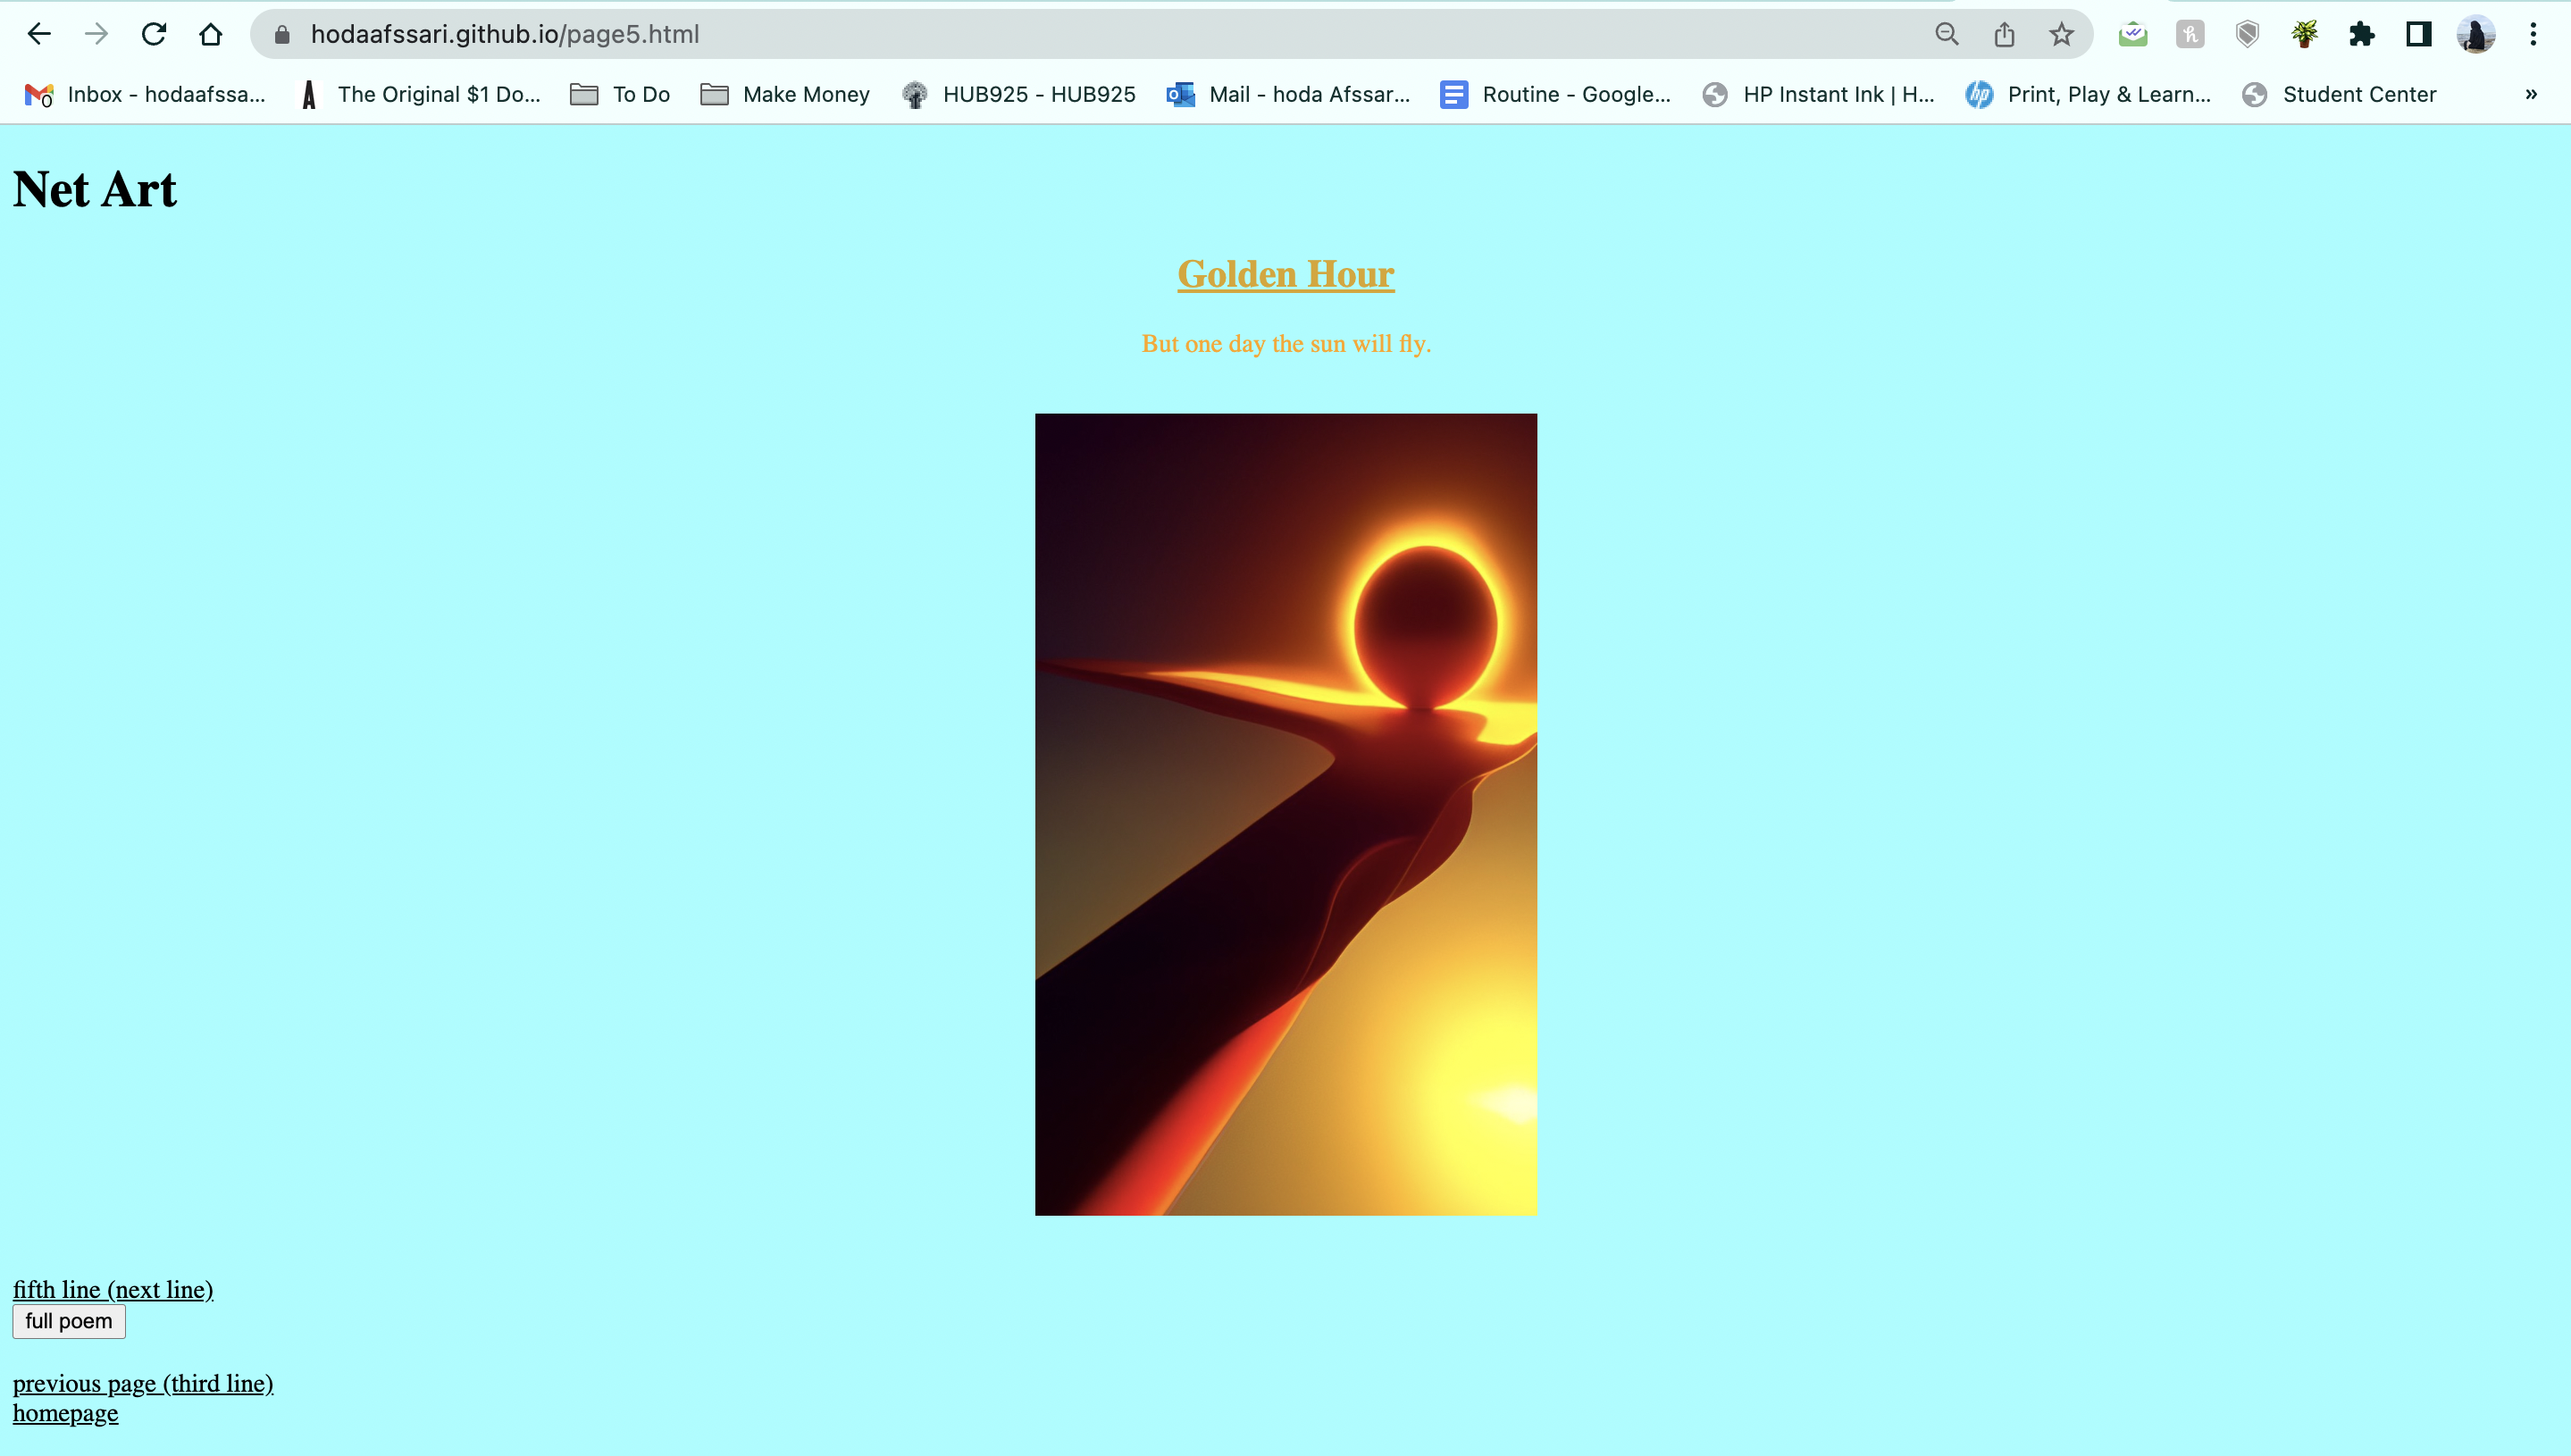 hodaafssari.github.io/page5.html
Inbox - hodaafssa... The Original $1 Do... To Do Make Money HUB925 - HUB925 Mail - hoda Afssar... Routine - Google... HP Instant Ink | H... Print, Play & Learn... Student Center »
Net Art
Golden Hour
But one day the sun will fly.
fifth line (next line)
full poem
previous page (third line)
homepage